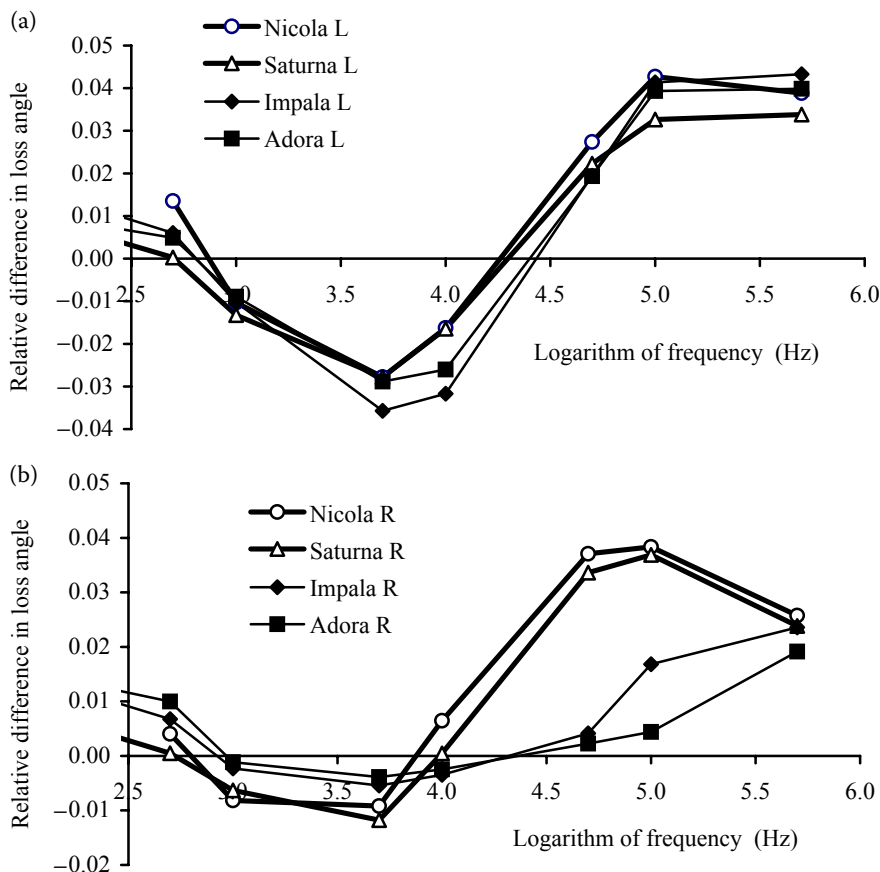 (a)
Nicola L
Saturna L
Impala L
Adora L
Relative difference in loss angle
0.05
0.04
0.03
0.02
0.01
0.00
−0.01
−0.02
−0.03
−0.04
2.5 3.0 3.5 4.0 4.5 5.0 5.5 6.0
Logarithm of frequency (Hz)
(b)
Nicola R
Saturna R
Impala R
Adora R
Relative difference in loss angle
0.05
0.04
0.03
0.02
0.01
0.00
−0.01
−0.02
2.5 3.0 3.5 4.0 4.5 5.0 5.5 6.0
Logarithm of frequency (Hz)